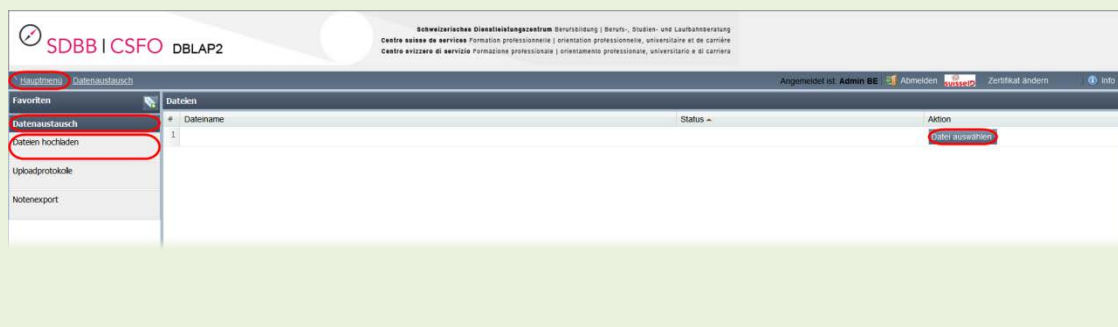 SDBB | CSFO DBLAP2
Schweizerisches Dienstleistungszentrum Berufsbildung | Berufs-, Studien- und Laufbahnberatung
Centre suisse de services Formation professionnelle | orientation professionnelle, universitaire et de carrière
Centro svizzero di servizio Formazione professionale | orientamento professionale, universitario e di carriera
Hauptmenü Datenaustausch
Angemeldet ist: Admin BE Abmelden suisseID Zertifikat ändern Info
Favoriten
Dateien
Datenaustausch
# Dateiname Status Aktion
Dateien hochladen
1 Datei auswählen
Uploadprotokolle
Notenexport